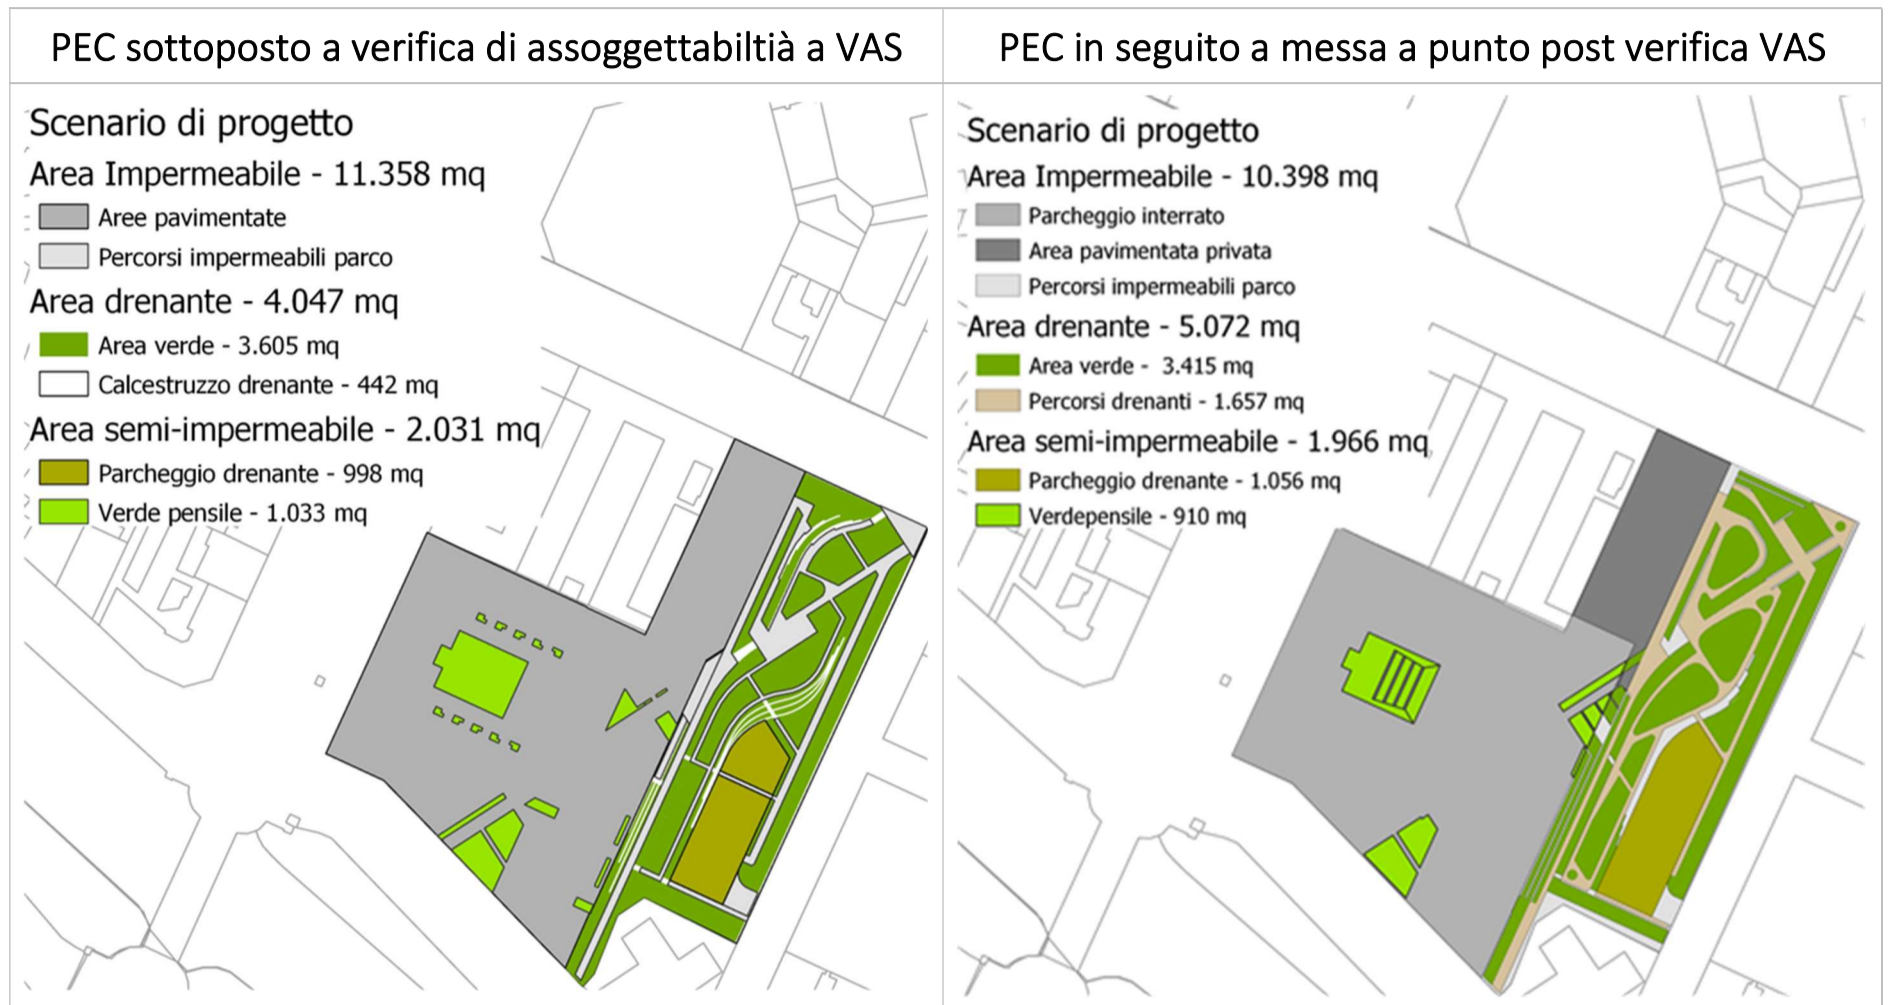 PEC sottoposto a verifica di assoggettabiltià a VAS
Scenario di progetto
Area Impermeabile - 11.358 mq
Aree pavimentate
Percorsi impermeabili parco
Area drenante - 4.047 mq
Area verde - 3.605 mq
Calcestruzzo drenante - 442 mq
Area semi-impermeabile - 2.031 mq
Parcheggio drenante - 998 mq
Verde pensile - 1.033 mq
PEC in seguito a messa a punto post verifica VAS
Scenario di progetto
Area Impermeabile - 10.398 mq
Parcheggio interrato
Area pavimentata privata
Percorsi impermeabili parco
Area drenante - 5.072 mq
Area verde - 3.415 mq
Percorsi drenanti - 1.657 mq
Area semi-impermeabile - 1.966 mq
Parcheggio drenante - 1.056 mq
Verdepensile - 910 mq